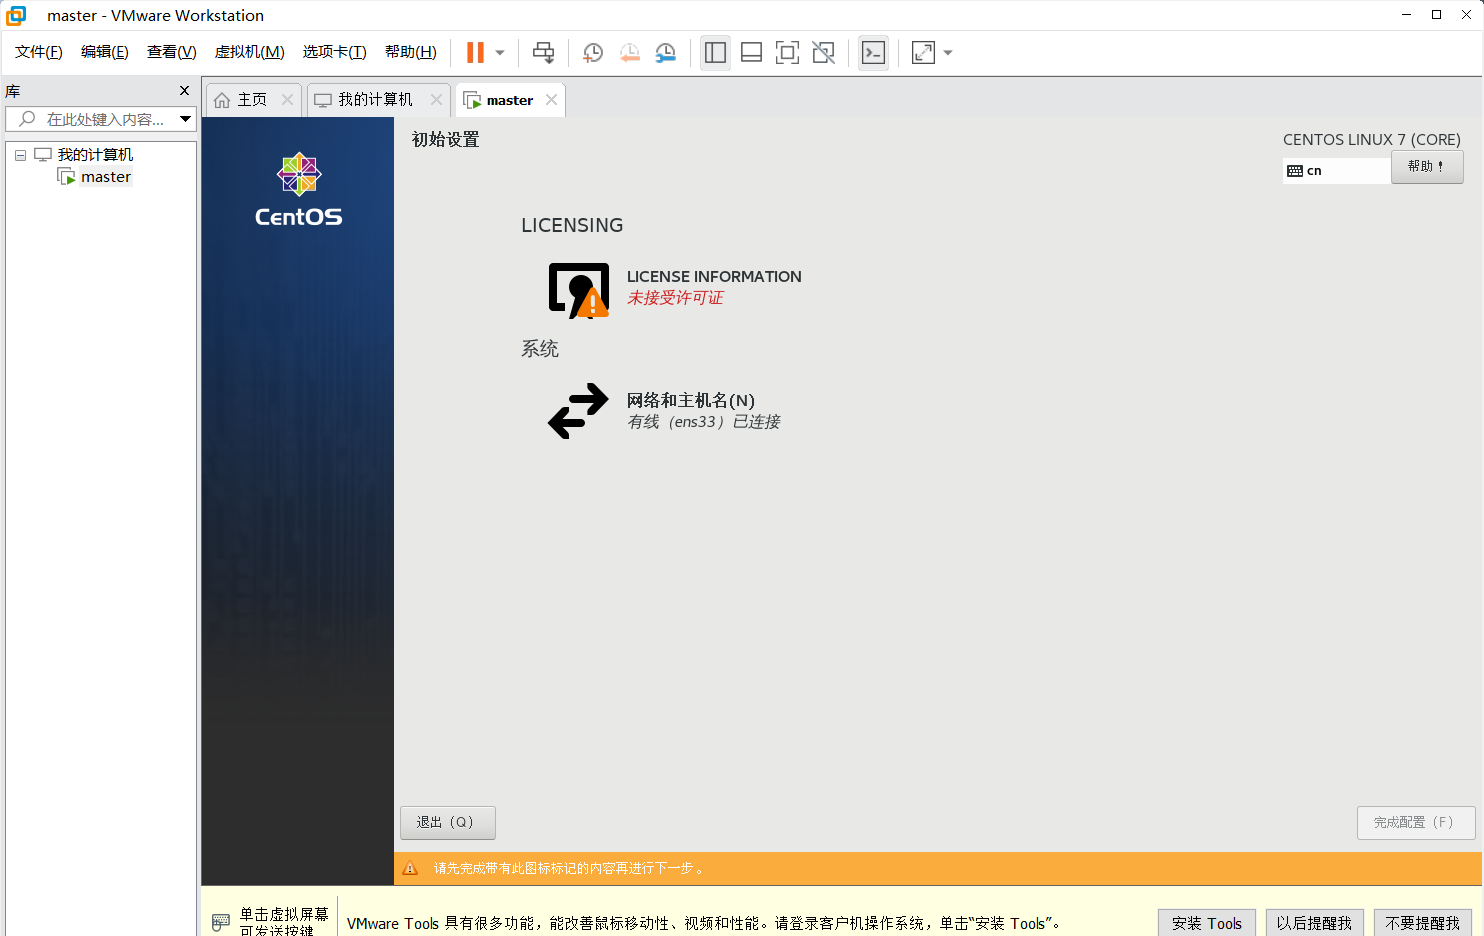 master - VMware Workstation
文件(F) 编辑(E) 查看(V) 虚拟机(M) 选项卡(T) 帮助(H)
库
主页
我的计算机
master
在此处键入内容...
我的计算机
master
CentOS
初始设置
CENTOS LINUX 7 (CORE)
cn
帮助！
LICENSING
LICENSE INFORMATION
未接受许可证
系统
网络和主机名(N)
有线（ens33）已连接
退出（Q）
完成配置（F）
请先完成带有此图标标记的内容再进行下一步。
单击虚拟屏幕
可发送按键
VMware Tools 具有很多功能，能改善鼠标移动性、视频和性能。请登录客户机操作系统，单击“安装 Tools”。
安装 Tools
以后提醒我
不要提醒我